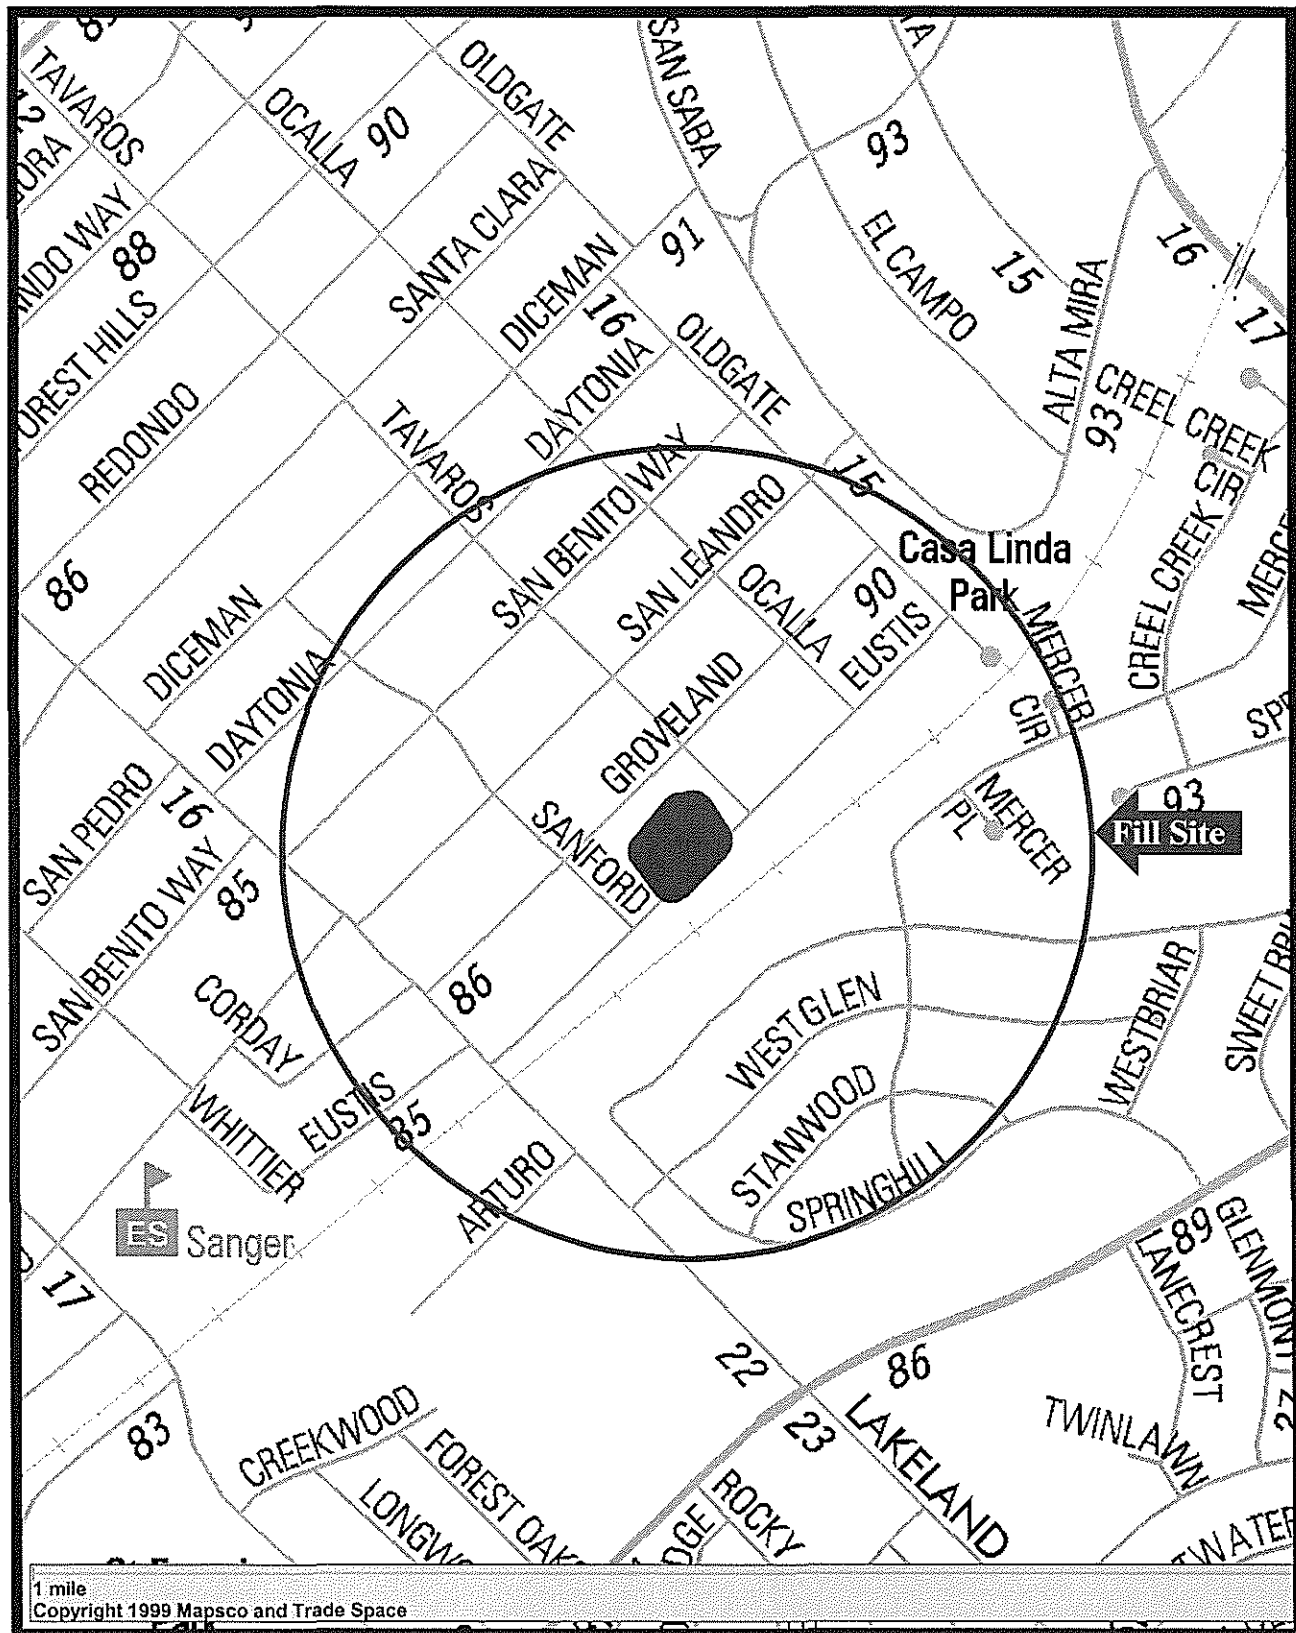 TAVAROS
OCALLA
90
OLDGATE
SAN SABA
93
NDO WAY
88
SANTA CLARA
DICEMAN
91
16
EL CAMPO
15
ALTA MIRA
16
17
OREST HILLS
REDONDO
DAYTONIA
OLDGATE
CREEL CREEK
93
TAVAROS
SAN BENITO WAY
15
CREEL CREEK CIR
SAN LEANDRO
Casa Linda
Park
86
OCALLA
90
EUSTIS
DICEMAN
DAYTONIA
MERCER
CIR
GROVELAND
SAN PEDRO
16
SANFORD
MERCER
PL
93
Fill Site
SAN BENITO WAY
85
CORDAY
86
WEST GLEN
WESTBRIAR
WHITTIER
EUSTIS
85
STANWOOD
SPRINGHILL
ARTURO
ES
Sanger
17
89
GLENMONT
LANECREST
22
86
83
CREEKWOOD
23
LAKELAND
TWINLAWN
27
FOREST OAK
ROCKY
1 mile
Copyright 1999 Mapsco and Trade Space